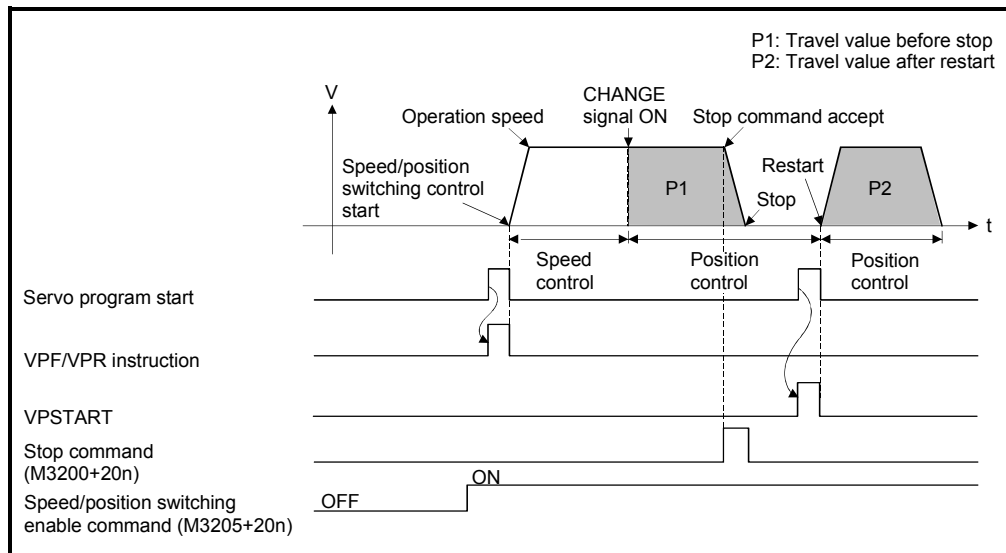 P1: Travel value before stop
P2: Travel value after restart
V
CHANGE
signal ON
Operation speed
Stop command accept
Speed/position
switching control
start
Restart
P1
P2
Stop
t
Speed
control
Position
control
Position
control
Servo program start
VPF/VPR instruction
VPSTART
Stop command
(M3200+20n)
ON
OFF
Speed/position switching
enable command (M3205+20n)